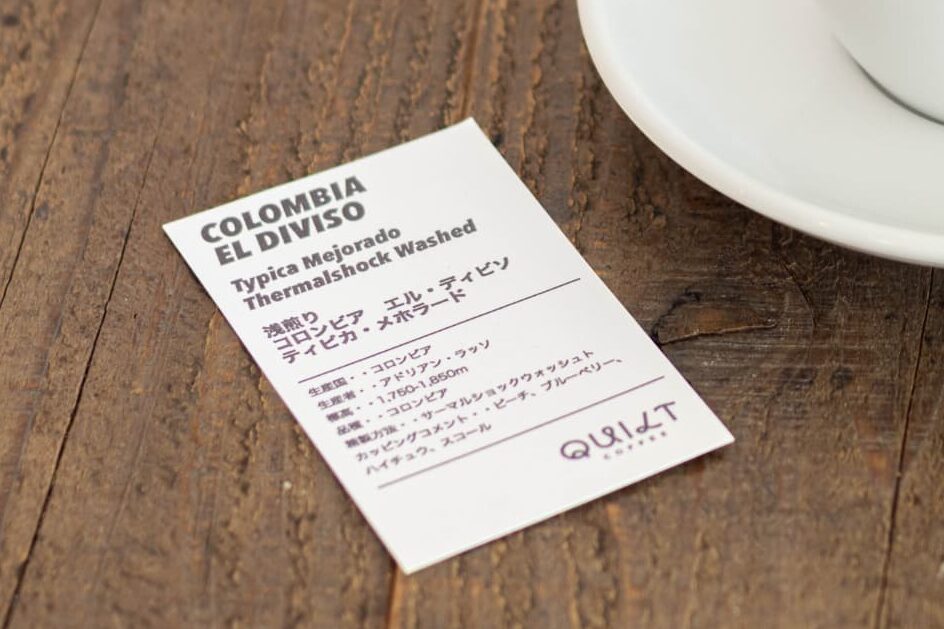 COLOMBIA
EL DIVISO
Typica Mejorado
Thermalshock Washed
浅煎り
コロンビア　エル・ディビソ
ティピカ・メホラード
生産国・・コロンビア
生産者・・アドリアン・ラッソ
標高・・1,750-1,850m
品種・・コロンビア
精製方法・・サーマルショックウォッシュト
カッピングコメント・・ピーチ、ブルーベリー、
ハイチュウ、スコール
QUILT
COFFEE